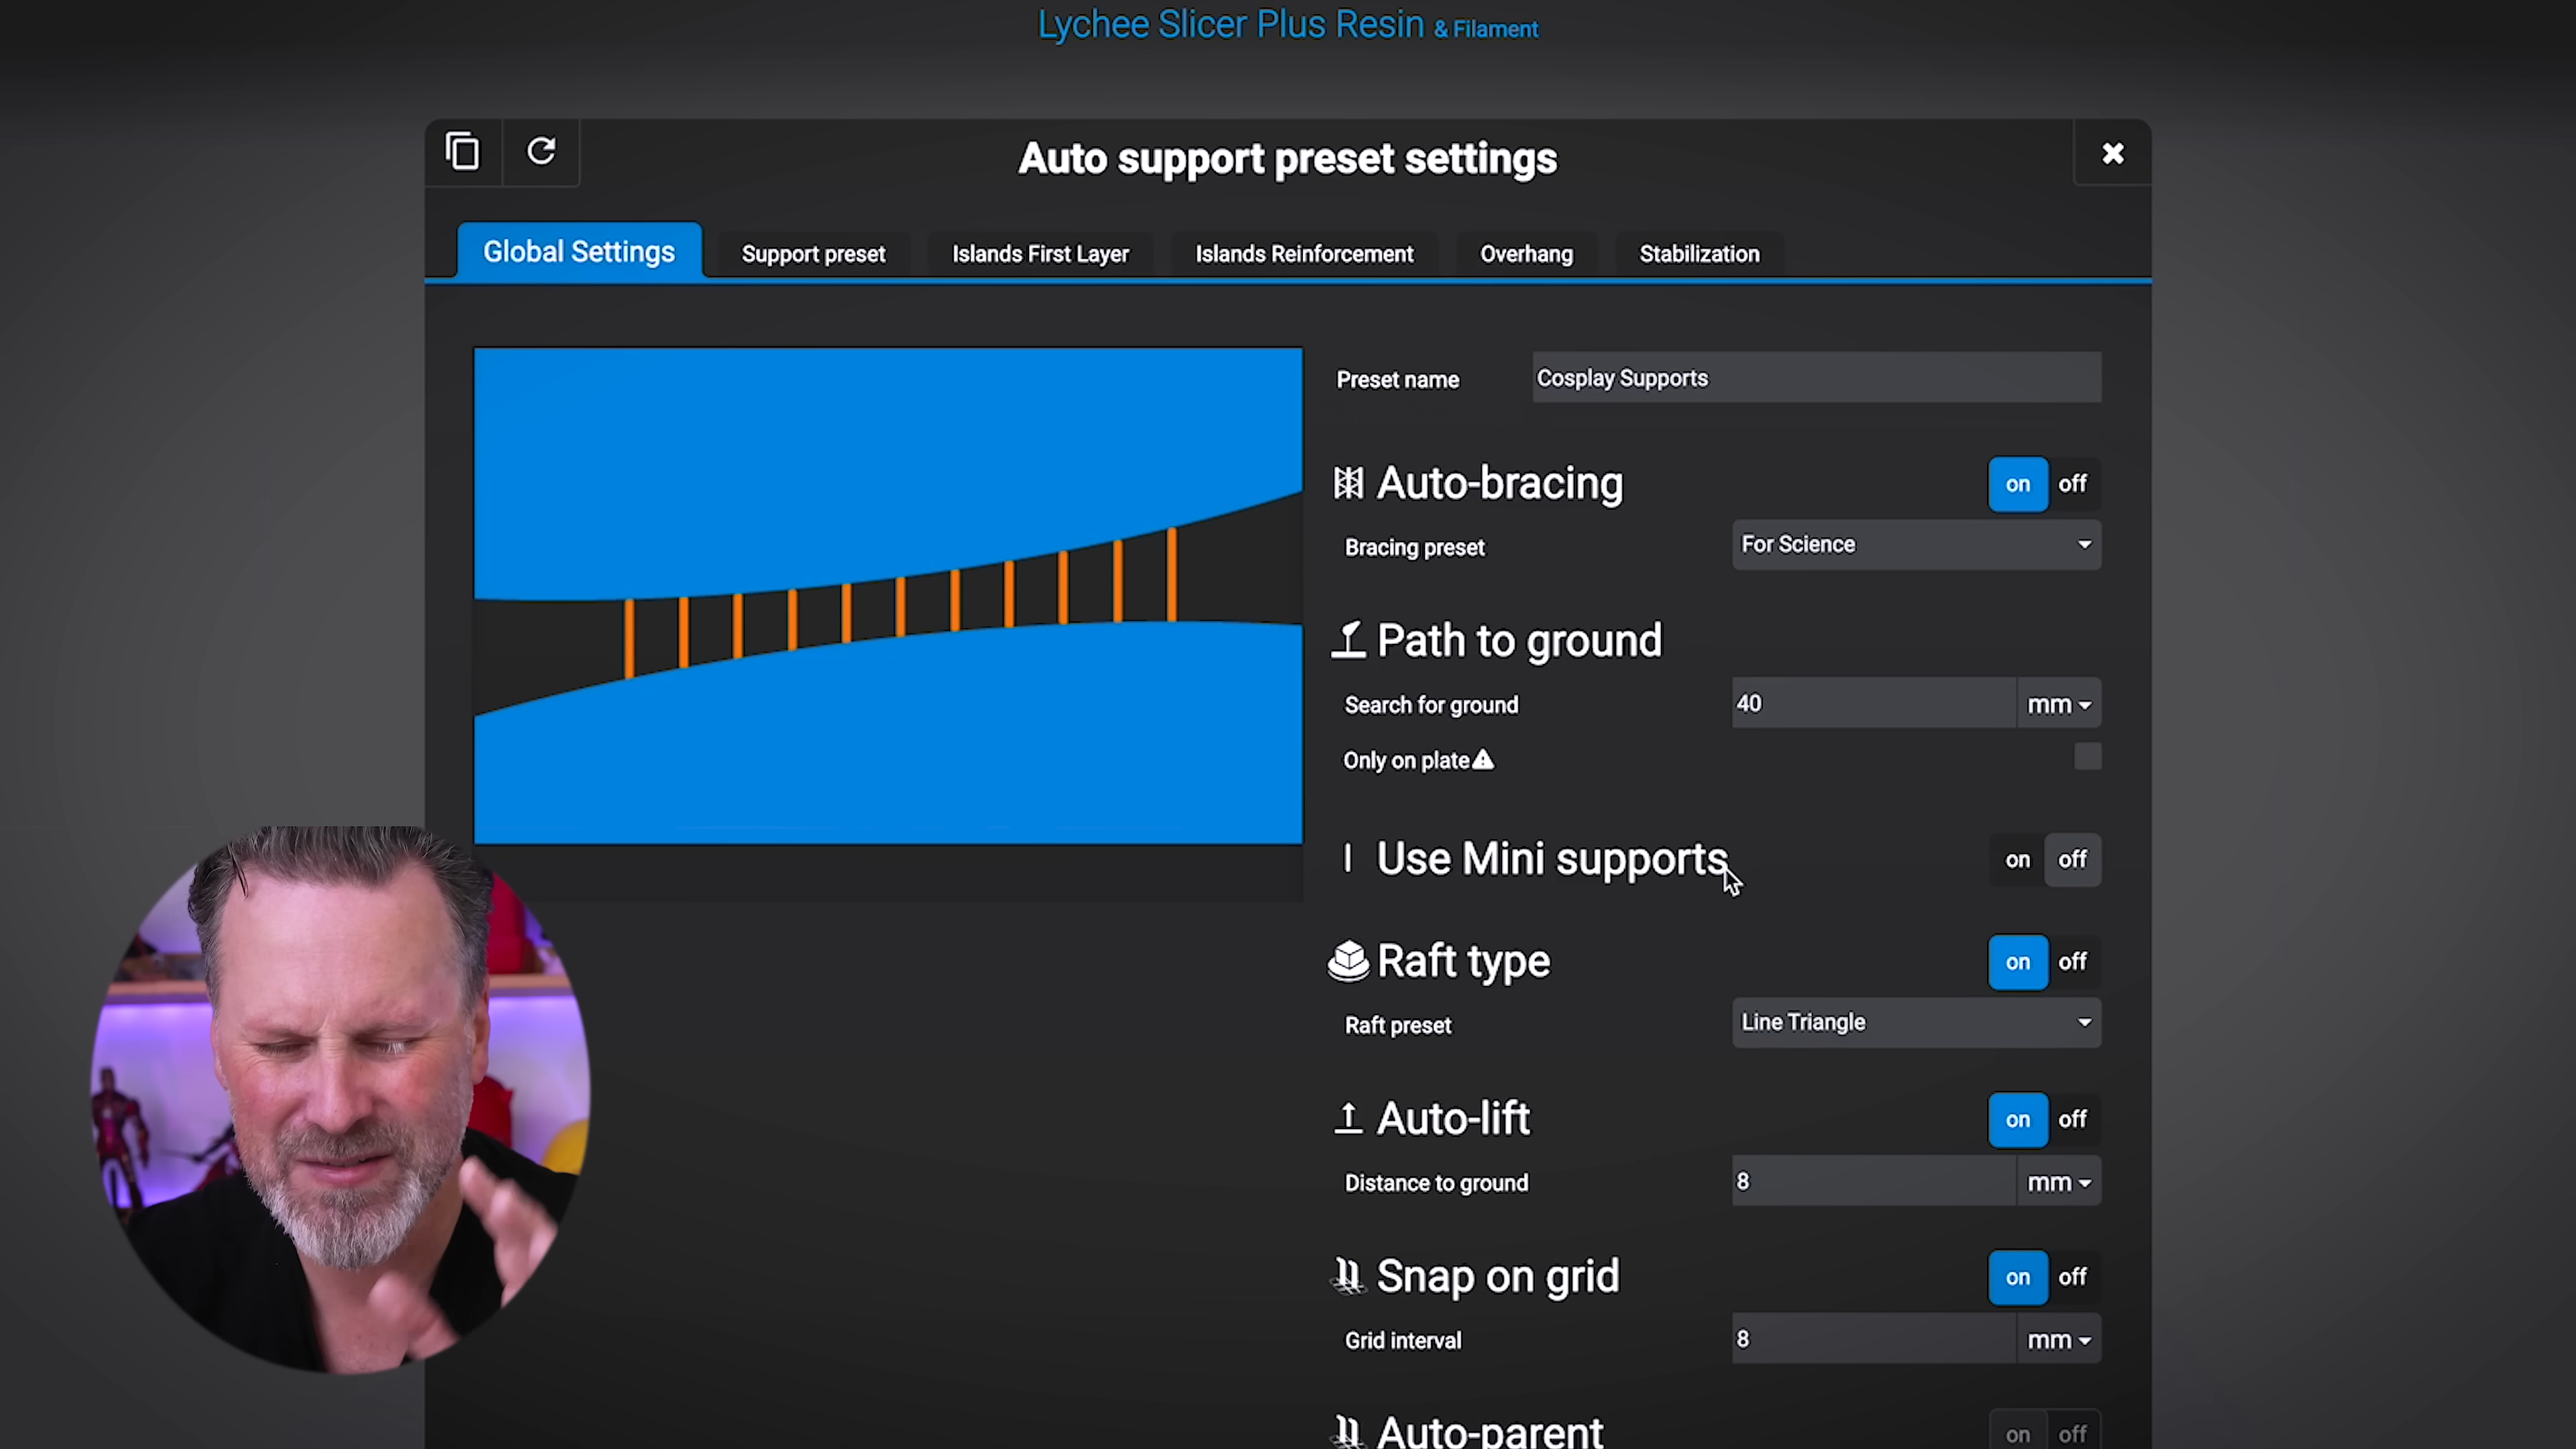 Lychee Slicer Plus Resin & Filament
Auto support preset settings
Global Settings
Support preset
Islands First Layer
Islands Reinforcement
Overhang
Stabilization
Preset name
Cosplay Supports
Auto-bracing
on off
Bracing preset
For Science
Path to ground
Search for ground
40
mm
Only on plate
Use Mini supports
on off
Raft type
on off
Raft preset
Line Triangle
Auto-lift
on off
Distance to ground
8
mm
Snap on grid
on off
Grid interval
8
mm
Auto-parent
on off